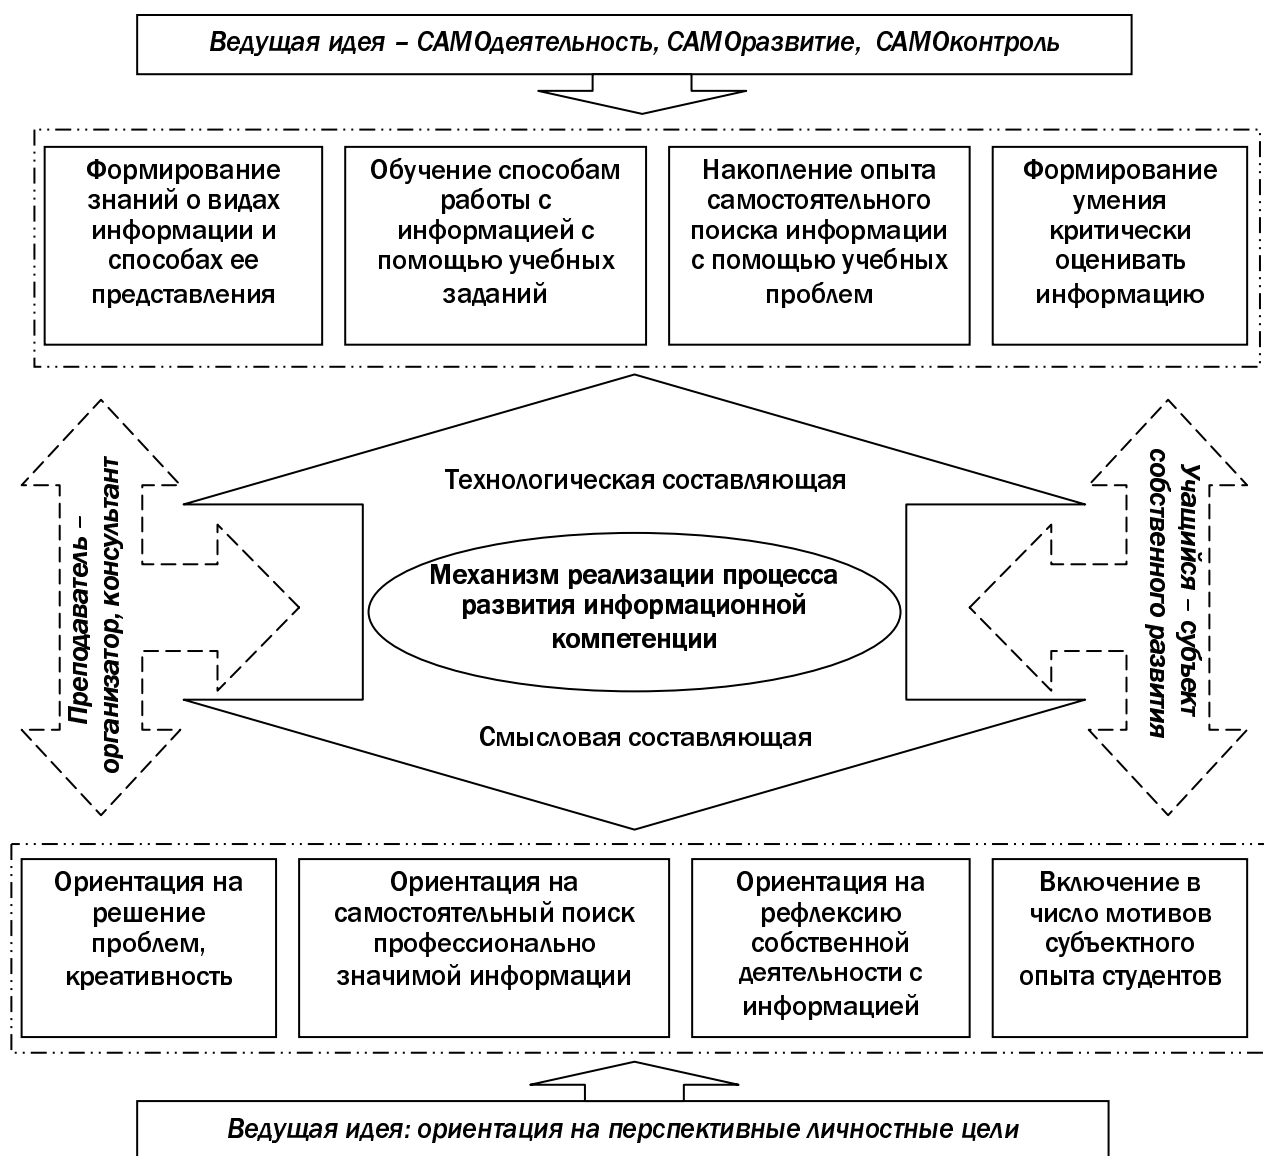 Ведущая идея – САМОдеятельность, САМОразвитие, САМОконтроль
Формирование
знаний о видах
информации и
способах ее
представления
Обучение способам
работы с
информацией с
помощью учебных
заданий
Накопление опыта
самостоятельного
поиска информации
с помощью учебных
проблем
Формирование
умения
критически
оценивать
информацию
Преподаватель –
организатор, консультант
Технологическая составляющая
Механизм реализации процесса
развития информационной
компетенции
Смысловая составляющая
Учащийся – субъект
собственного развития
Ориентация на
решение
проблем,
креативность
Ориентация на
самостоятельный поиск
профессионально
значимой информации
Ориентация на
рефлексию
собственной
деятельности с
информацией
Включение в
число мотивов
субъектного
опыта студентов
Ведущая идея: ориентация на перспективные личностные цели